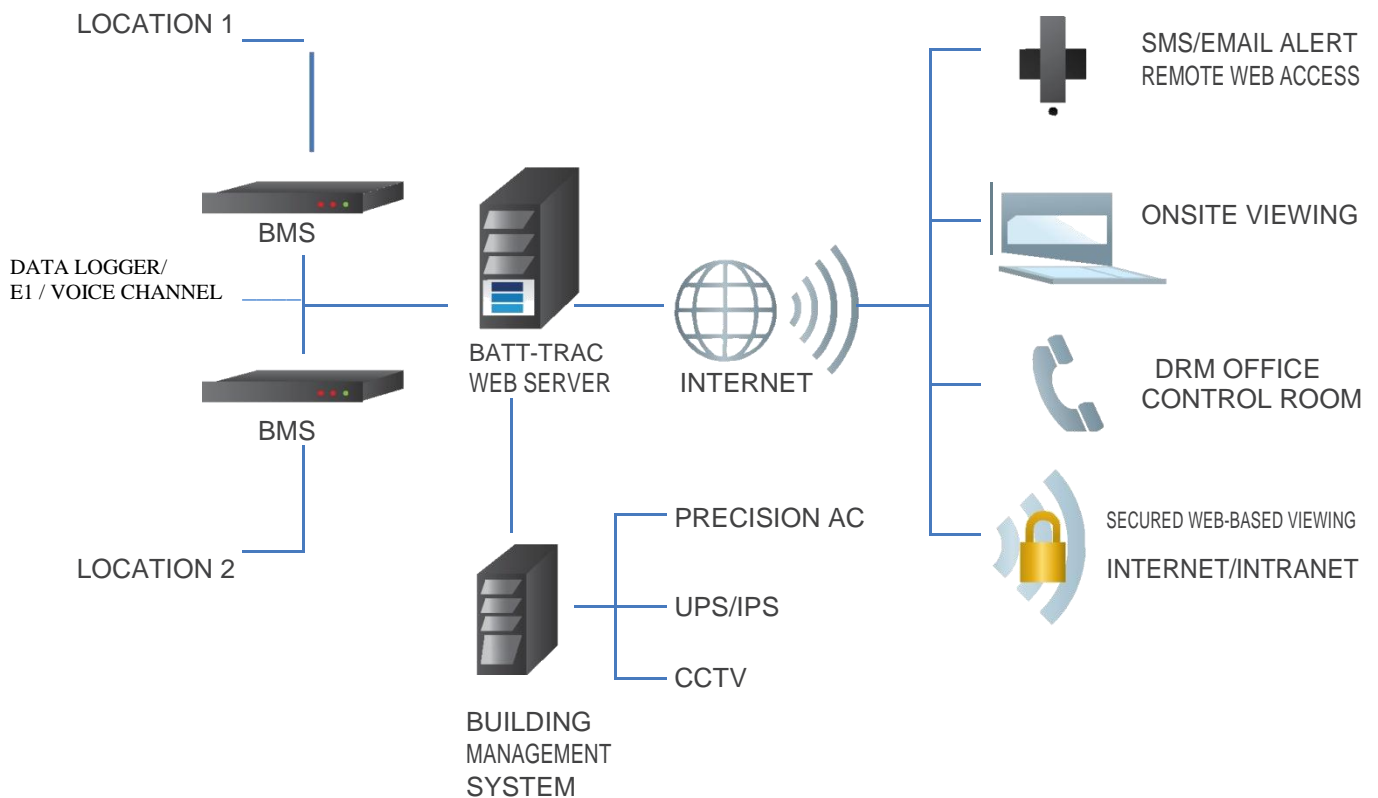 LOCATION 1
BMS
DATA LOGGER/
E1 / VOICE CHANNEL
BMS
LOCATION 2
BATT-TRAC
WEB SERVER
INTERNET
BUILDING
MANAGEMENT
SYSTEM
PRECISION AC
UPS/IPS
CCTV
SMS/EMAIL ALERT
REMOTE WEB ACCESS
ONSITE VIEWING
DRM OFFICE
CONTROL ROOM
SECURED WEB-BASED VIEWING
INTERNET/INTRANET